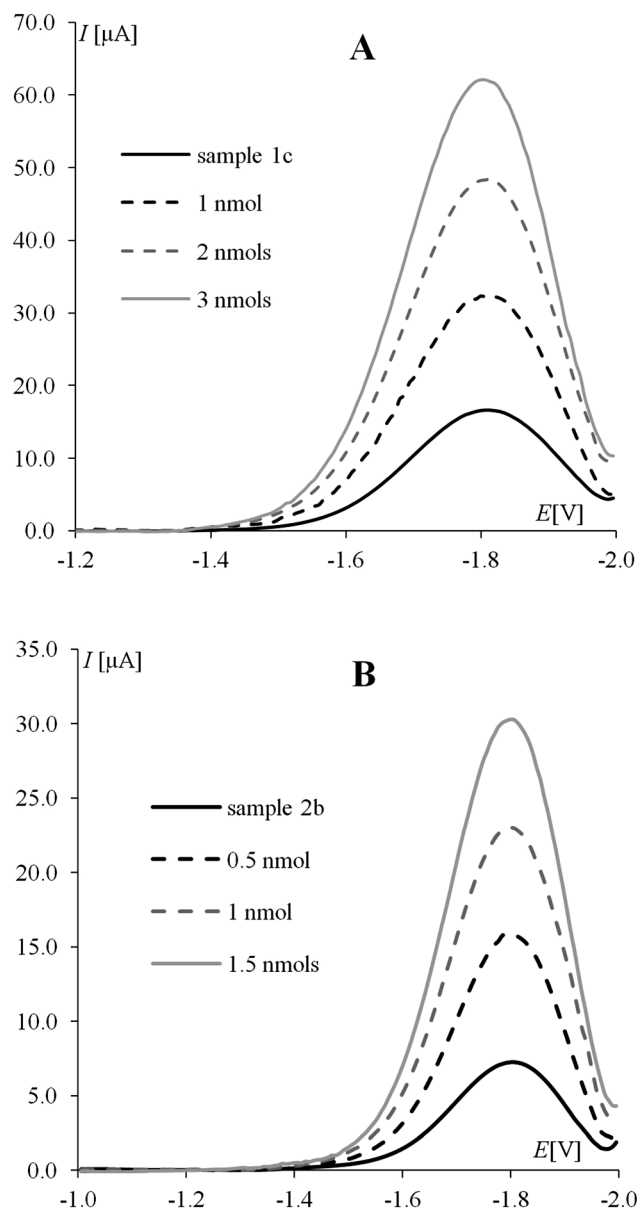 70.0
I [µA]
A
60.0
50.0
40.0
30.0
20.0
10.0
0.0
sample 1c
1 nmol
2 nmols
3 nmols
E[V]
-1.2 -1.4 -1.6 -1.8 -2.0
35.0
I [µA]
B
30.0
25.0
20.0
15.0
10.0
5.0
0.0
sample 2b
0.5 nmol
1 nmol
1.5 nmols
E[V]
-1.0 -1.2 -1.4 -1.6 -1.8 -2.0